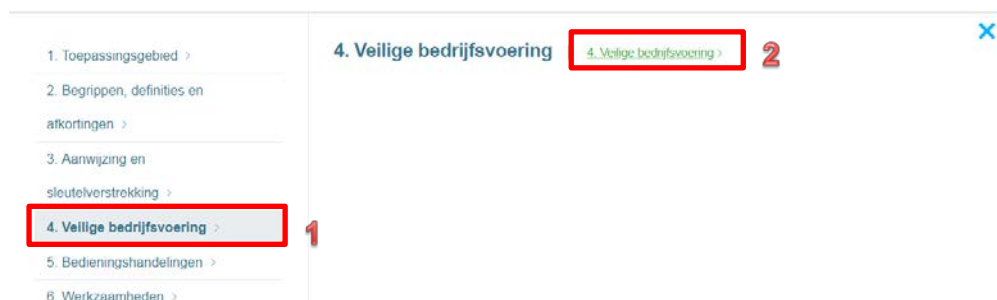 1. Toepassingsgebied >
2. Begrippen, definities en
afkortingen >
3. Aanwijzing en
sleutelverstrekking >
4. Veilige bedrijfsvoering >
5. Bedieningshandelingen >
6. Werkzaamheden >
4. Veilige bedrijfsvoering 4. Veilige bedrijfsvoering >
1
2